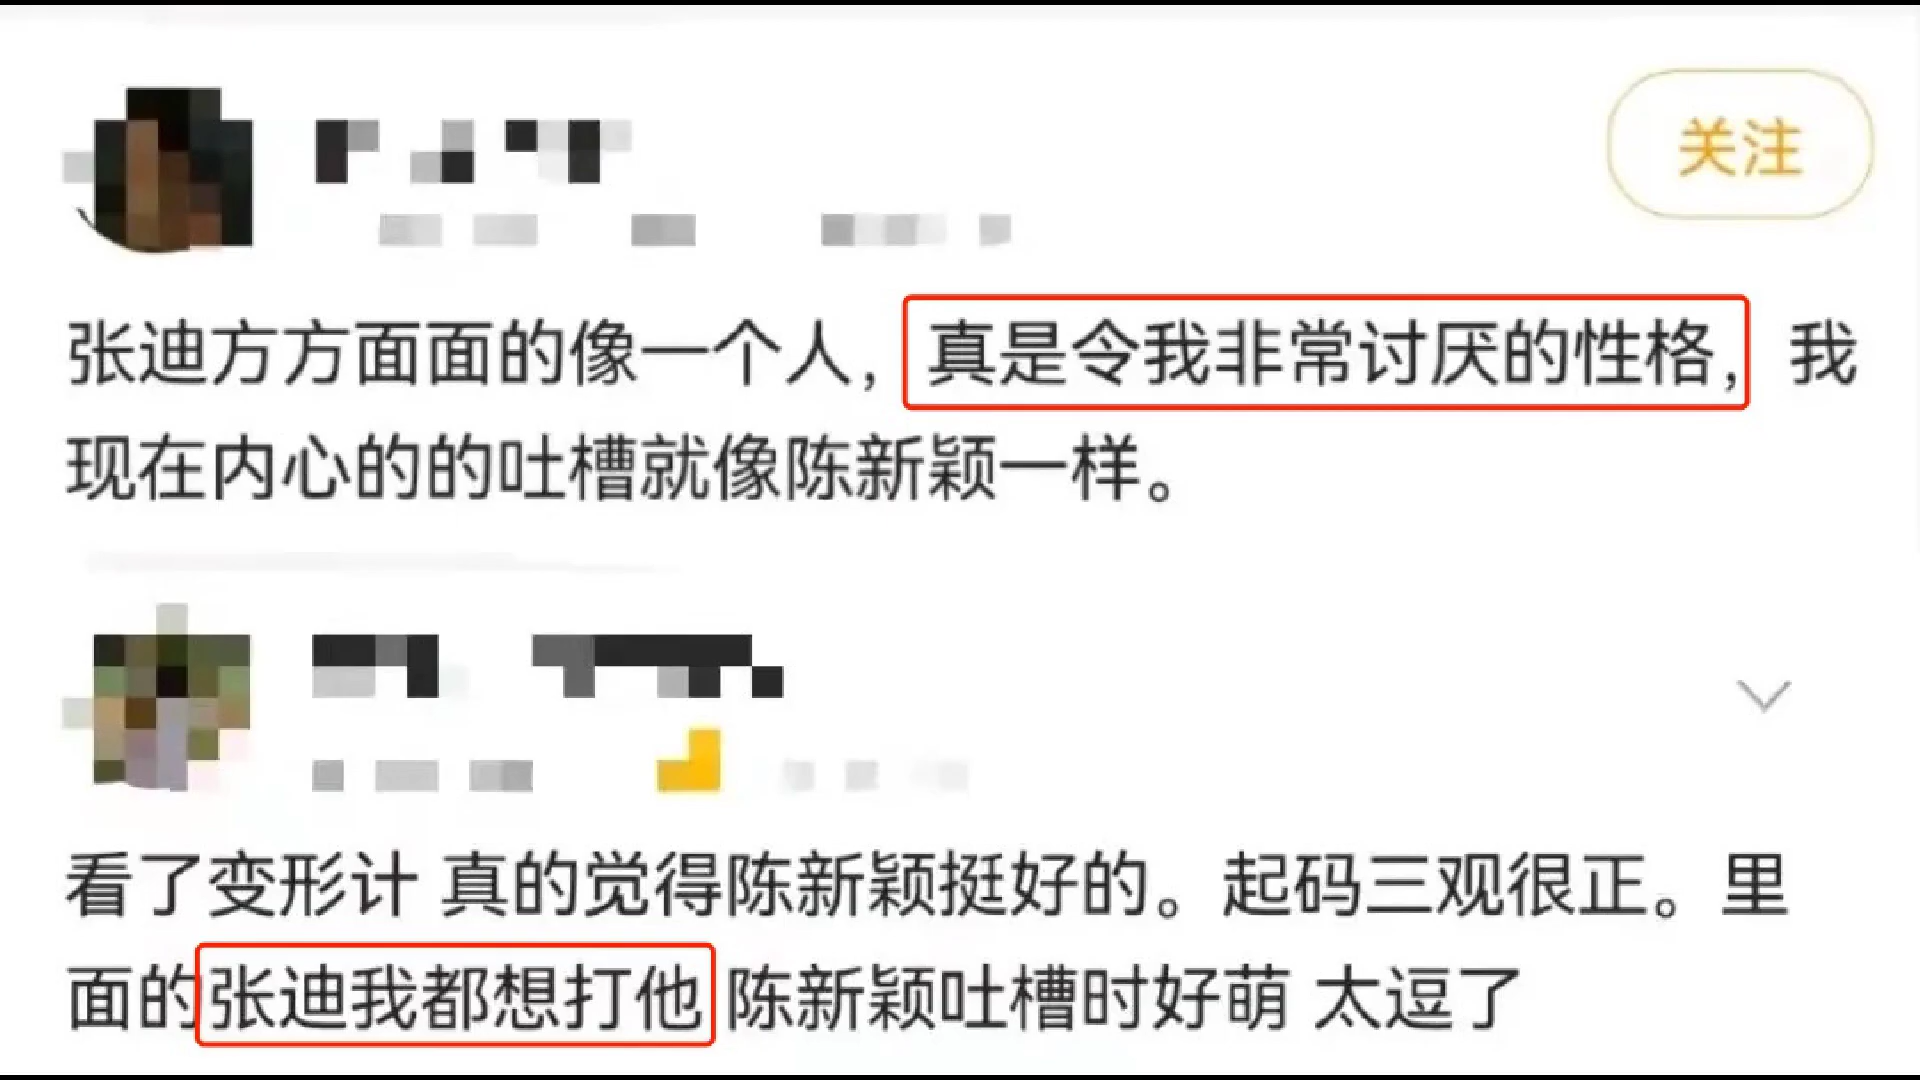 关注
张迪方方面面的像一个人，真是令我非常讨厌的性格，我
现在内心的的吐槽就像陈新颖一样。
看了变形计 真的觉得陈新颖挺好的。起码三观很正。里
面的张迪我都想打他 陈新颖吐槽时好萌 太逗了